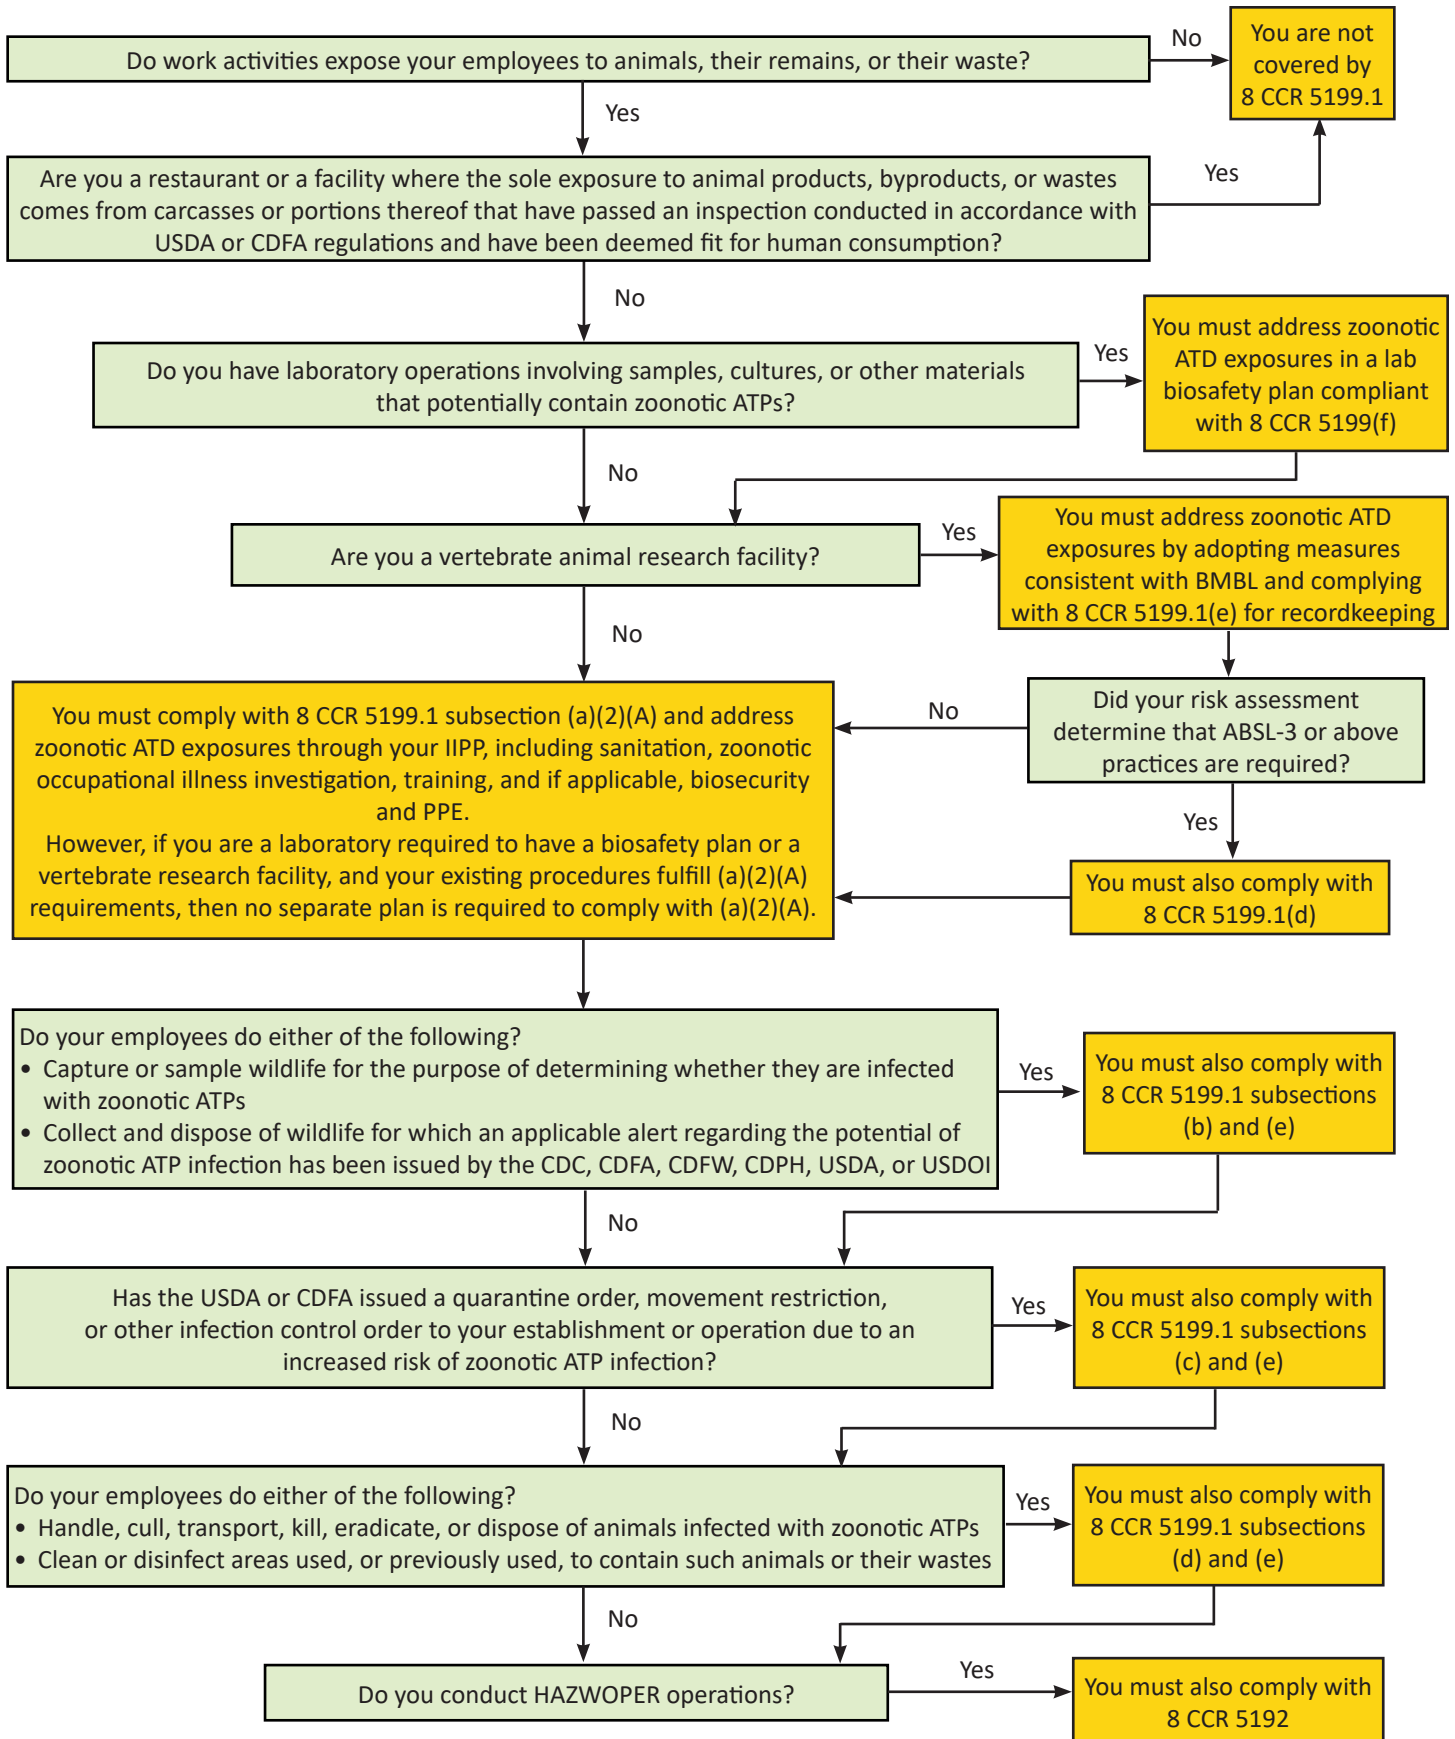 Do work activities expose your employees to animals, their remains, or their waste?
No
You are not
covered by
8 CCR 5199.1
Yes
Are you a restaurant or a facility where the sole exposure to animal products, byproducts, or wastes
comes from carcasses or portions thereof that have passed an inspection conducted in accordance with
USDA or CDFA regulations and have been deemed fit for human consumption?
Yes
No
Do you have laboratory operations involving samples, cultures, or other materials
that potentially contain zoonotic ATPs?
Yes
You must address zoonotic
ATD exposures in a lab
biosafety plan compliant
with 8 CCR 5199(f)
No
Are you a vertebrate animal research facility?
Yes
You must address zoonotic ATD
exposures by adopting measures
consistent with BMBL and complying
with 8 CCR 5199.1(e) for recordkeeping
No
Did your risk assessment
determine that ABSL-3 or above
practices are required?
No
Yes
You must also comply with
8 CCR 5199.1(d)
You must comply with 8 CCR 5199.1 subsection (a)(2)(A) and address
zoonotic ATD exposures through your IIPP, including sanitation, zoonotic
occupational illness investigation, training, and if applicable, biosecurity
and PPE.
However, if you are a laboratory required to have a biosafety plan or a
vertebrate research facility, and your existing procedures fulfill (a)(2)(A)
requirements, then no separate plan is required to comply with (a)(2)(A).
Do your employees do either of the following?
• Capture or sample wildlife for the purpose of determining whether they are infected
with zoonotic ATPs
• Collect and dispose of wildlife for which an applicable alert regarding the potential of
zoonotic ATP infection has been issued by the CDC, CDFA, CDFW, CDPH, USDA, or USDOI
Yes
You must also comply with
8 CCR 5199.1 subsections
(b) and (e)
No
Has the USDA or CDFA issued a quarantine order, movement restriction,
or other infection control order to your establishment or operation due to an
increased risk of zoonotic ATP infection?
Yes
You must also comply with
8 CCR 5199.1 subsections
(c) and (e)
No
Do your employees do either of the following?
• Handle, cull, transport, kill, eradicate, or dispose of animals infected with zoonotic ATPs
• Clean or disinfect areas used, or previously used, to contain such animals or their wastes
Yes
You must also comply with
8 CCR 5199.1 subsections
(d) and (e)
No
Do you conduct HAZWOPER operations?
Yes
You must also comply with
8 CCR 5192